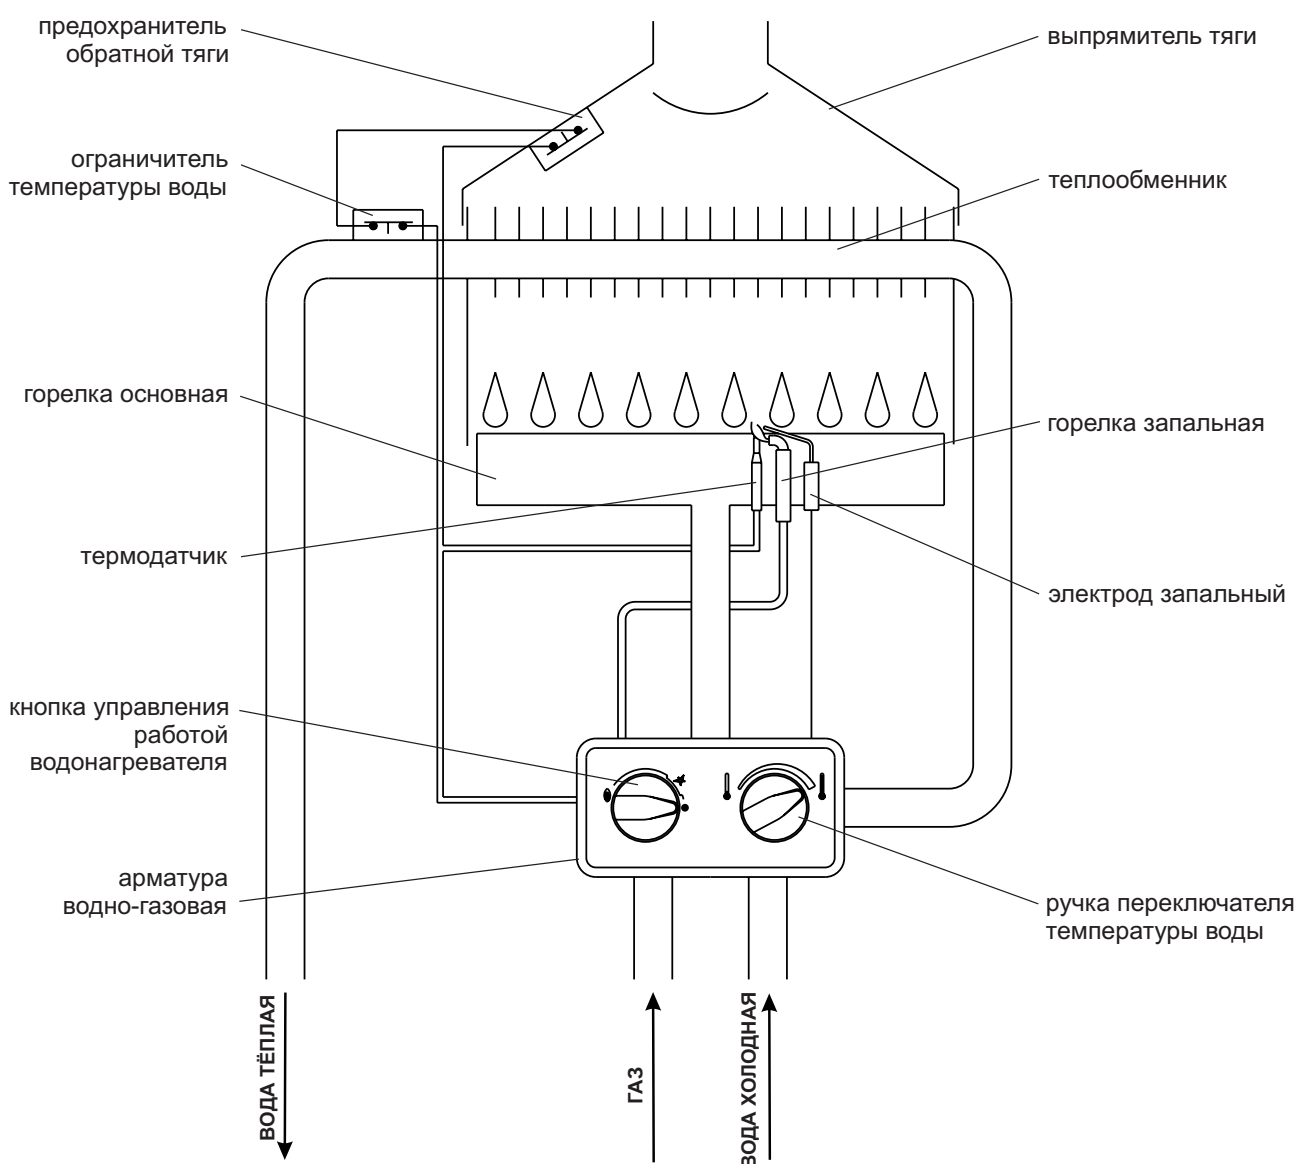 предохранитель
обратной тяги
выпрямитель тяги
ограничитель
температуры воды
теплообменник
горелка основная
горелка запальная
термодатчик
электрод запальный
кнопка управления
работой
водонагревателя
арматура
водно-газовая
ручка переключателя
температуры воды
ВОДА ТЁПЛАЯ
ГАЗ
ВОДА ХОЛОДНАЯ